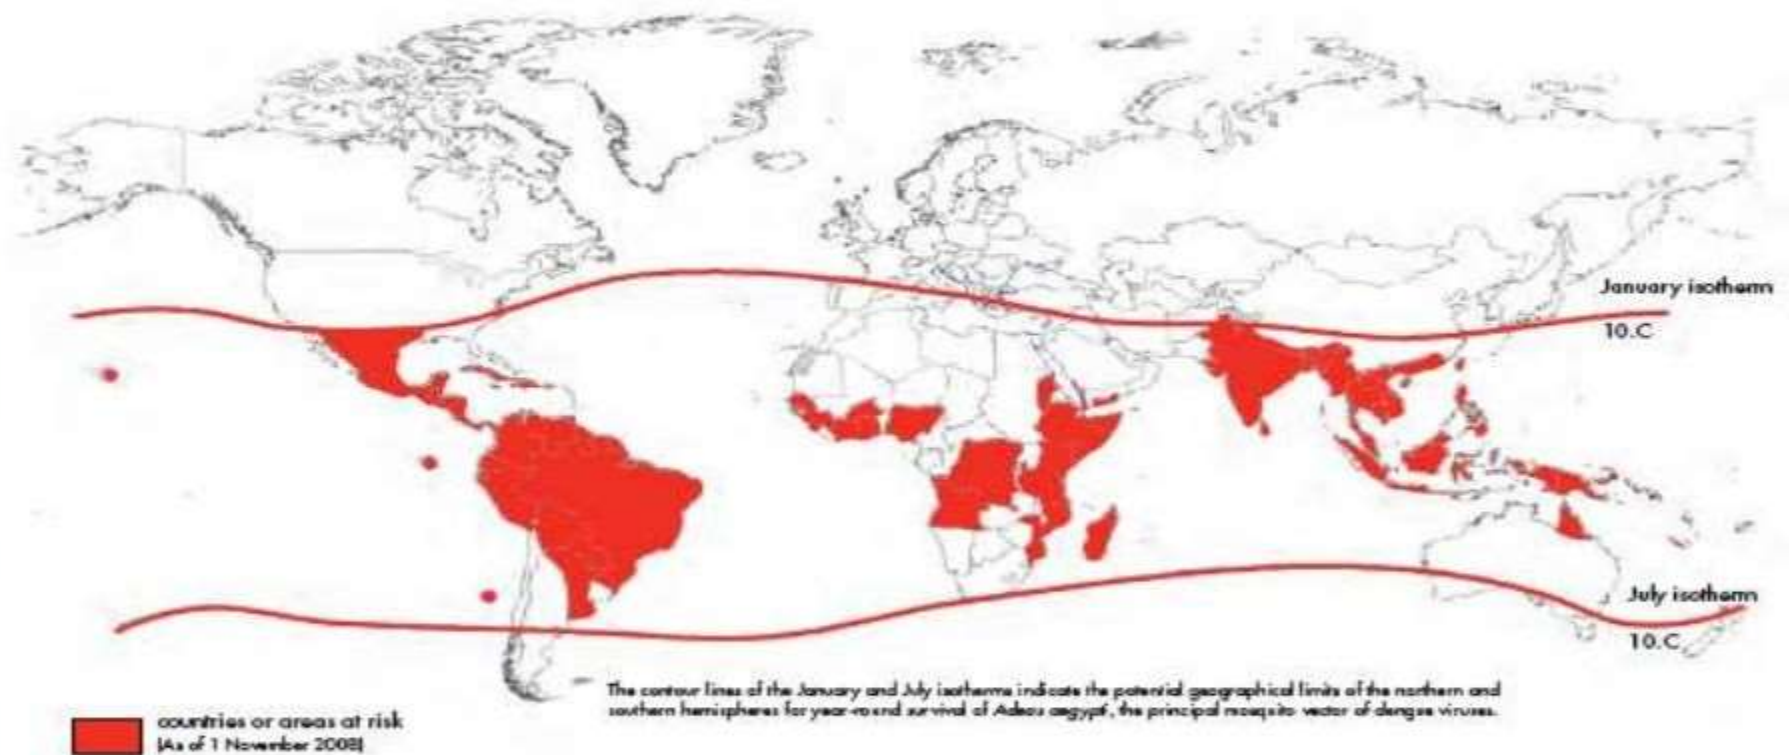 January isotherm
10.C
July isotherm
10.C
The contour lines of the January and July isotherms indicate the potential geographical limits of the northern and
southern hemispheres for year-round survival of Adeas aegypt, the principal mosquito vector of dengue viruses.
countries or areas at risk
[As of 1 November 2008]